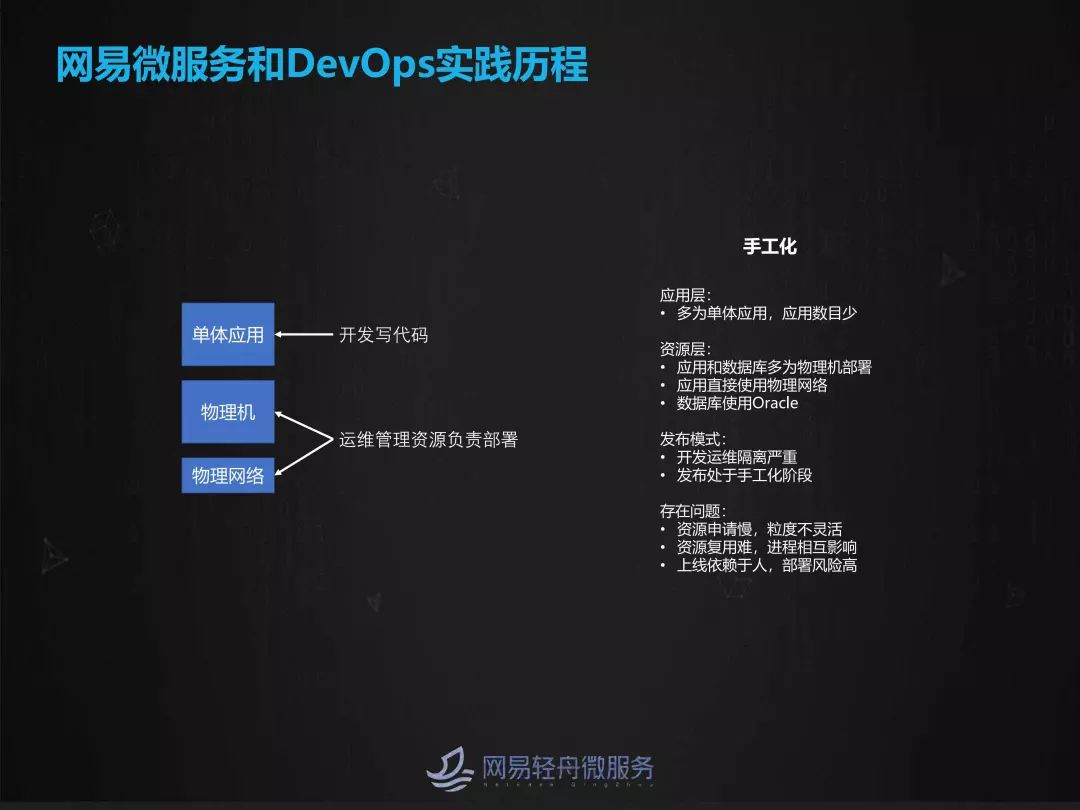 网易微服务和DevOps实践历程
单体应用
开发写代码
物理机
运维管理资源负责部署
物理网络
手工化
应用层：
• 多为单体应用，应用数目少
资源层：
• 应用和数据库多为物理机部署
• 应用直接使用物理网络
• 数据库使用Oracle
发布模式：
• 开发运维隔离严重
• 发布处于手工化阶段
存在问题：
• 资源申请慢，粒度不灵活
• 资源复用难，进程相互影响
• 上线依赖于人，部署风险高
网易轻舟微服务
Netease QingZhou